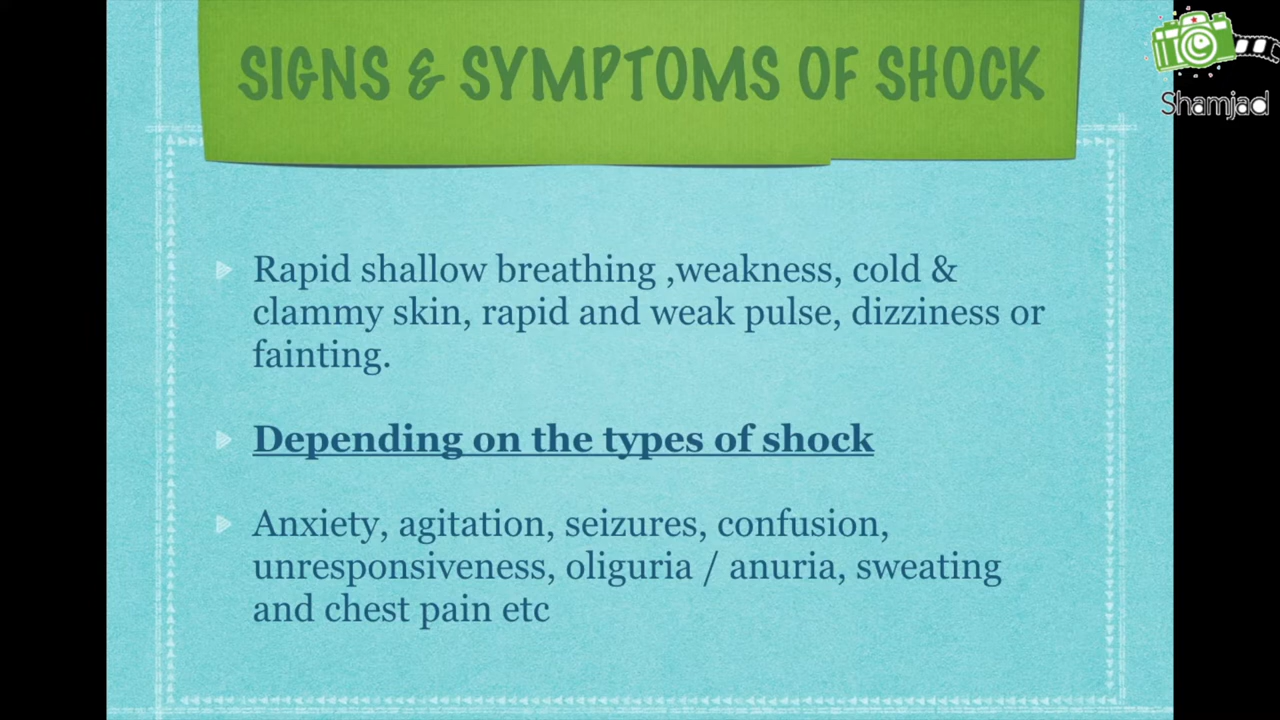 SIGNS & SYMPTOMS OF SHOCK
Shamjad
Rapid shallow breathing ,weakness, cold &
clammy skin, rapid and weak pulse, dizziness or
fainting.
Depending on the types of shock
Anxiety, agitation, seizures, confusion,
unresponsiveness, oliguria / anuria, sweating
and chest pain etc